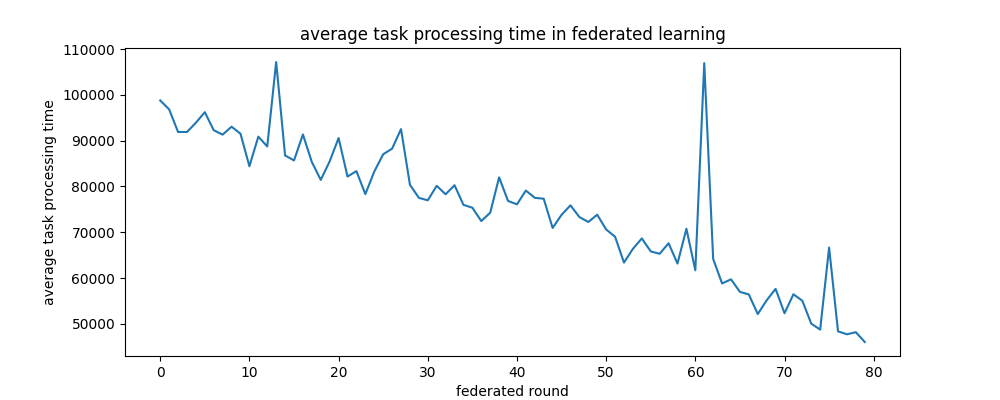 average task processing time in federated learning
average task processing time
110000
100000
90000
80000
70000
60000
50000
0 10 20 30 40 50 60 70 80
federated round